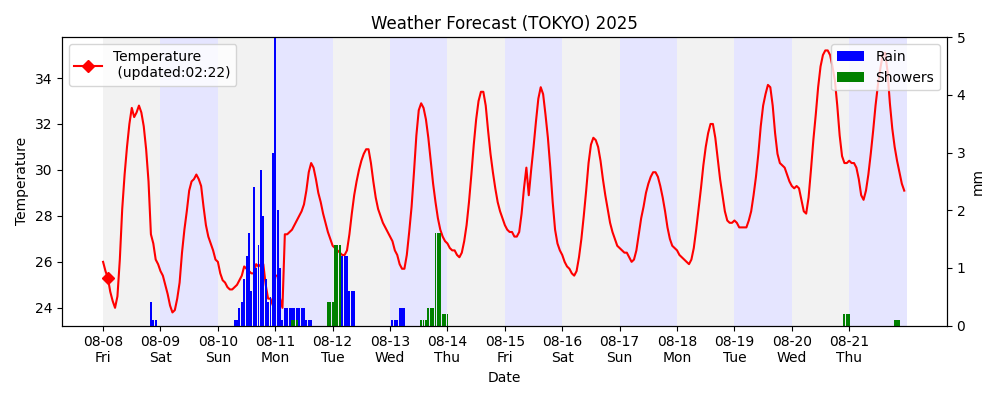 Weather Forecast (TOKYO) 2025
Temperature
(updated:02:22)
Rain
Showers
34
32
30
28
26
24
Temperature
5
4
3
2
1
0
mm
08-08 08-09 08-10 08-11 08-12 08-13 08-14 08-15 08-16 08-17 08-18 08-19 08-20 08-21
Fri Sat Sun Mon Tue Wed Thu Fri Sat Sun Mon Tue Wed Thu
Date